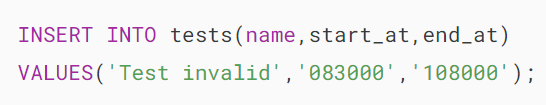 INSERT INTO tests(name,start_at,end_at)
VALUES('Test invalid','083000','108000');